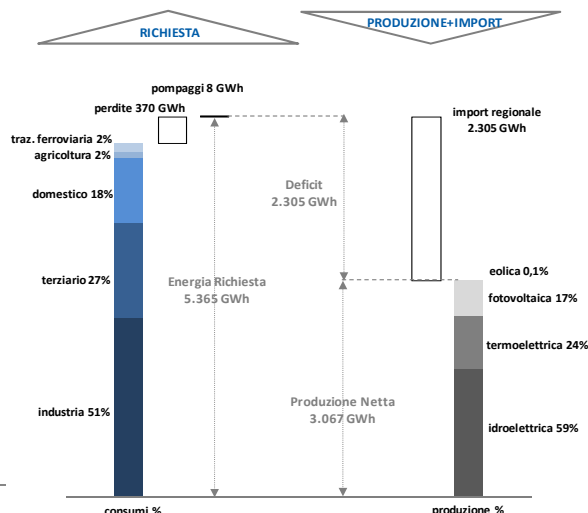 RICHIESTA
PRODUZIONE+IMPORT
pompaggi 8 GWh
perdite 370 GWh
import regionale
2.305 GWh
traz. ferroviaria 2%
agricoltura 2%
domestico 18%
Deficit
2.305 GWh
terziario 27%
Energia Richiesta
5.365 GWh
eolica 0,1%
fotovoltaica 17%
termoelettrica 24%
industria 51%
Produzione Netta
3.067 GWh
idroelettrica 59%
consumi %
produzione %